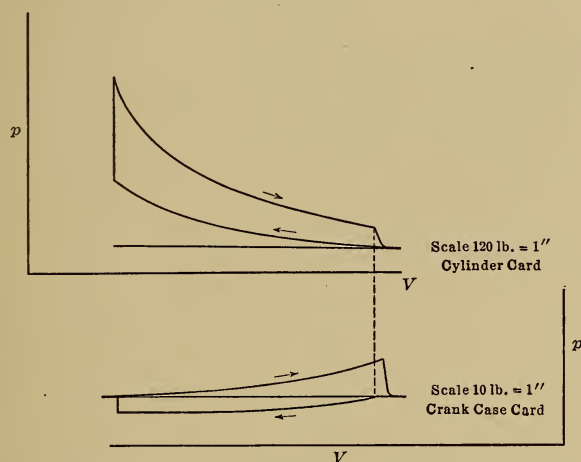 p
Scale 120 lb. = 1"
Cylinder Card
V
p
Scale 10 lb. = 1"
Crank Case Card
V